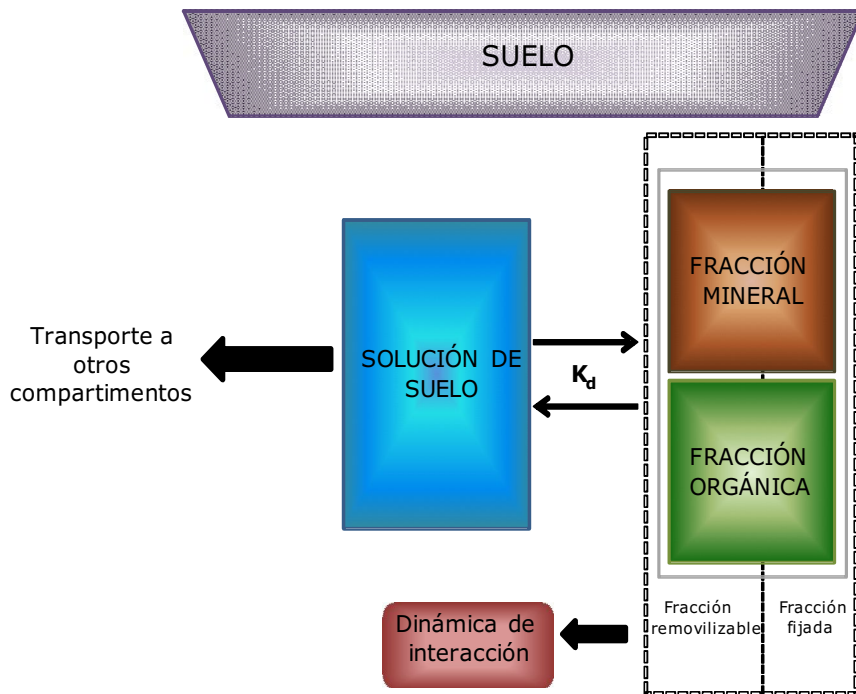 SUELO
FRACCIÓN
MINERAL
Transporte a
otros
compartimentos
SOLUCIÓN DE
SUELO
Kd
FRACCIÓN
ORGÁNICA
Fracción
removilizable
Fracción
fijada
Dinámica de
interacción